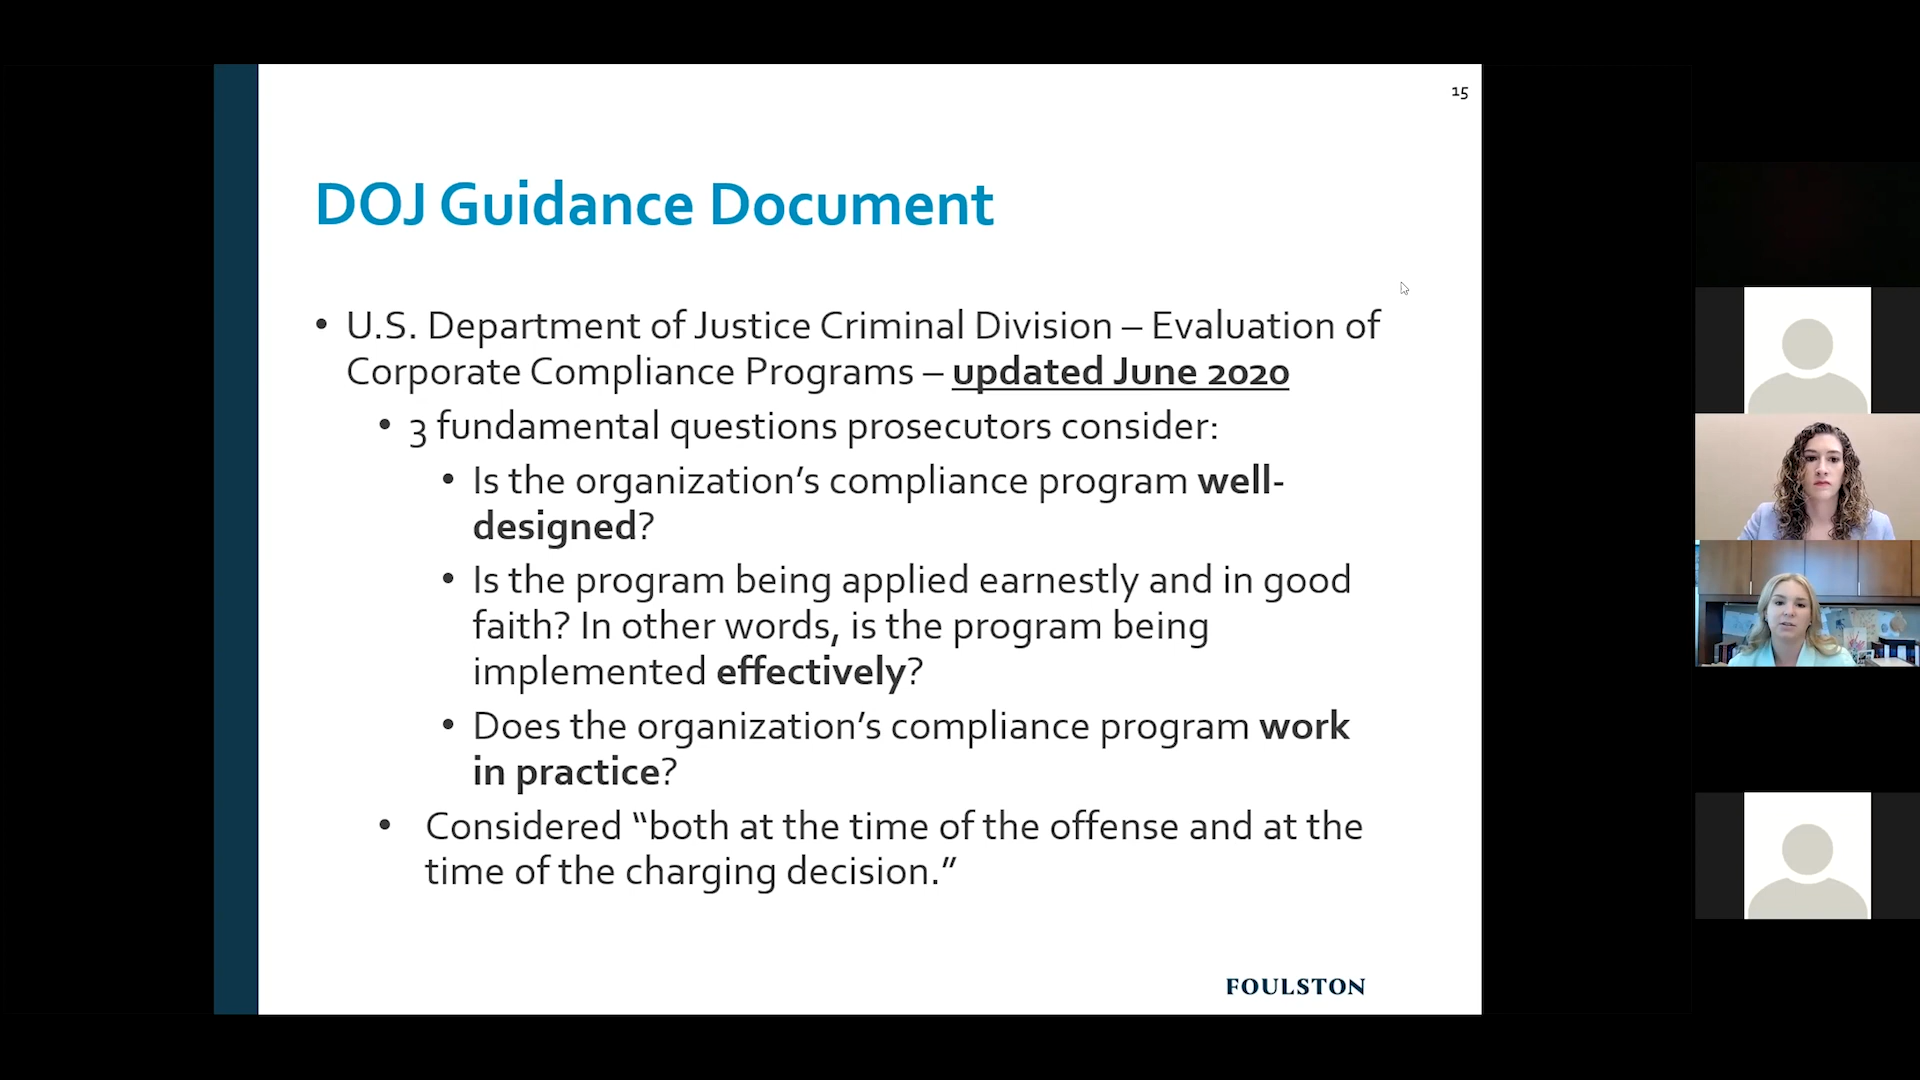 15
DOJ Guidance Document
• U.S. Department of Justice Criminal Division – Evaluation of
Corporate Compliance Programs – updated June 2020
• 3 fundamental questions prosecutors consider:
• Is the organization’s compliance program well-
designed?
• Is the program being applied earnestly and in good
faith? In other words, is the program being
implemented effectively?
• Does the organization’s compliance program work
in practice?
• Considered “both at the time of the offense and at the
time of the charging decision.”
FOULSTON